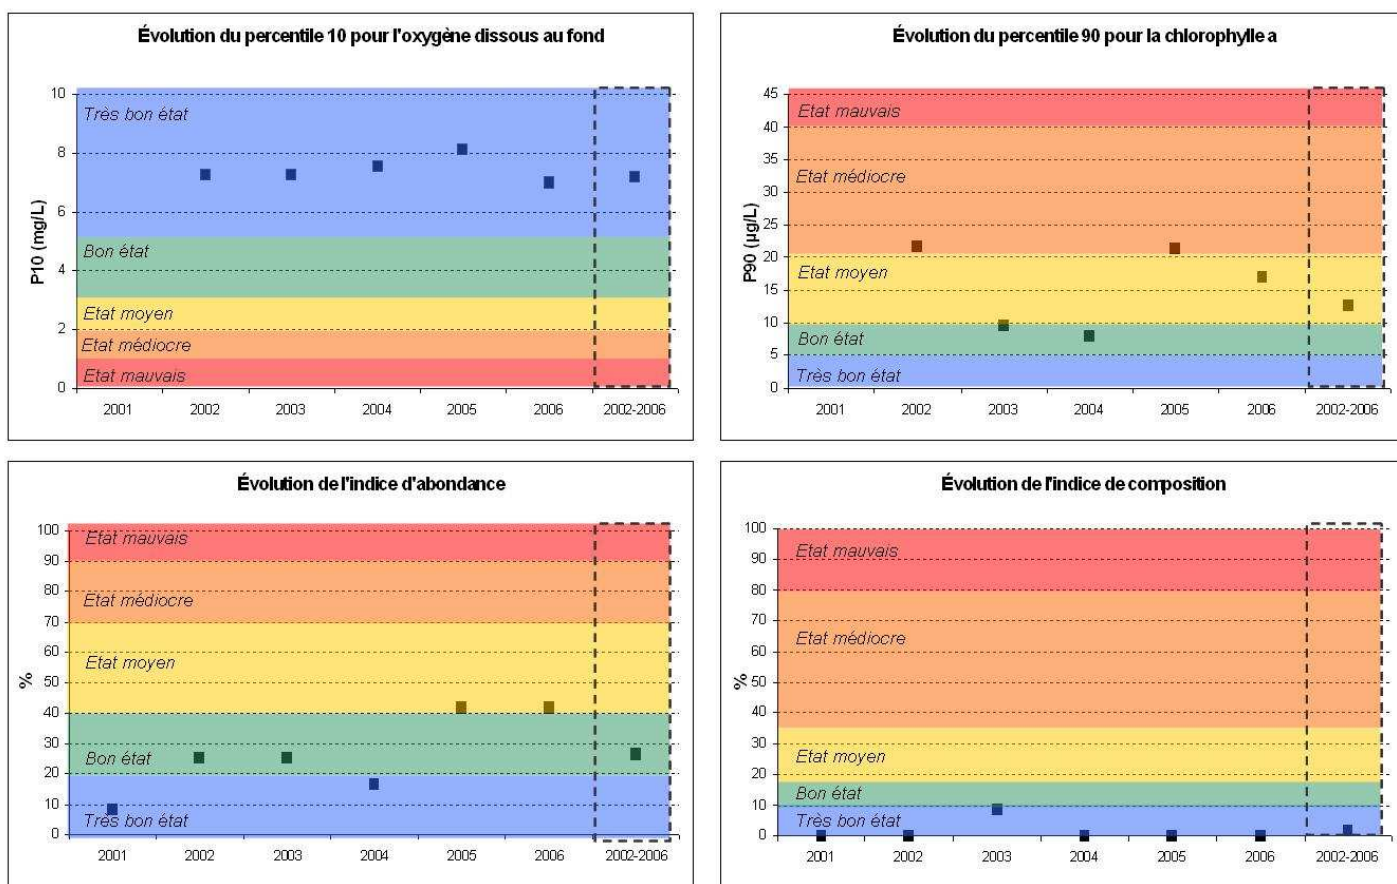 Évolution du percentile 10 pour l'oxygène dissous au fond
P10 (mg/L)
10
8
6
4
2
0
Très bon état
Bon état
Etat moyen
Etat médiocre
Etat mauvais
2001 2002 2003 2004 2005 2006 2002-2006
Évolution du percentile 90 pour la chlorophylle a
P90 (µg/L)
45
40
35
30
25
20
15
10
5
0
Etat mauvais
Etat médiocre
Etat moyen
Bon état
Très bon état
2001 2002 2003 2004 2005 2006 2002-2006
Évolution de l'indice d'abondance
%
100
90
80
70
60
50
40
30
20
10
0
Etat mauvais
Etat médiocre
Etat moyen
Bon état
Très bon état
2001 2002 2003 2004 2005 2006 2002-2006
Évolution de l'indice de composition
%
100
90
80
70
60
50
40
30
20
10
0
Etat mauvais
Etat médiocre
Etat moyen
Bon état
Très bon état
2001 2002 2003 2004 2005 2006 2002-2006